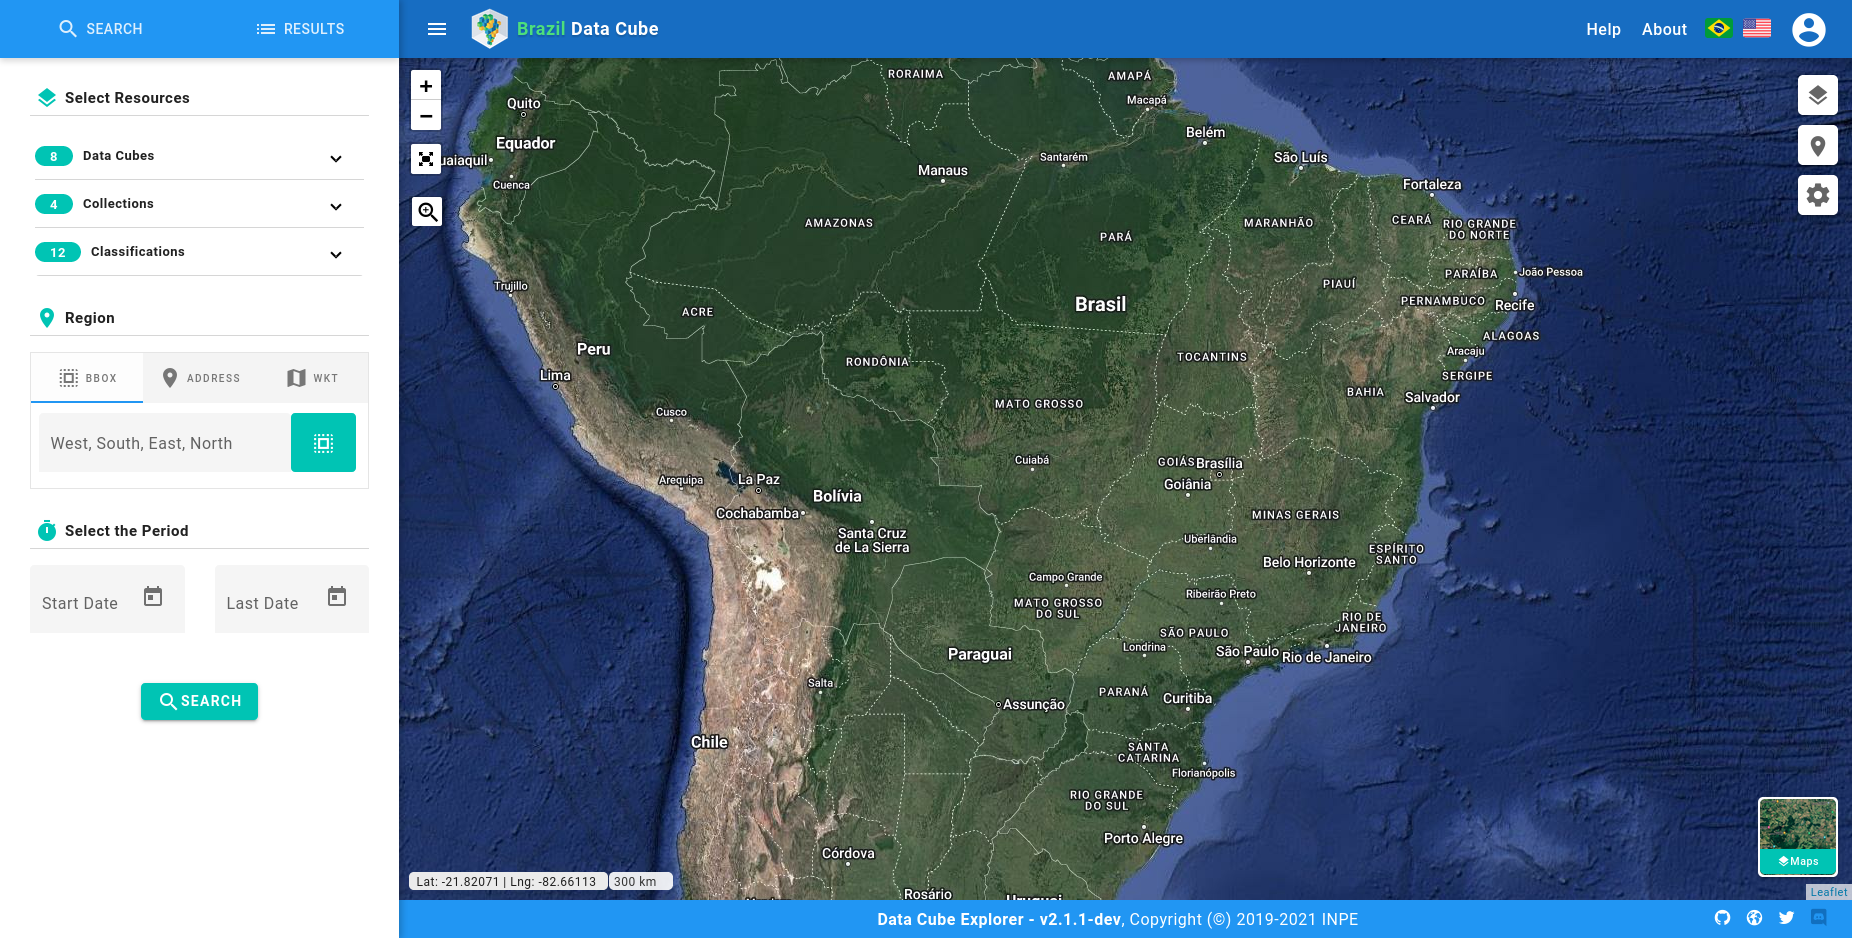 SEARCH
RESULTS
Brazil Data Cube
Help
About
Select Resources
8 Data Cubes
4 Collections
12 Classifications
Region
BBOX
ADDRESS
WKT
West, South, East, North
Select the Period
Start Date
Last Date
SEARCH
+
−
RORAIMA
AMAPÁ
Quito
Macapá
Equador
Belém
uaiaquil
Santarém
São Luís
Manaus
Cuenca
Fortaleza
AMAZONAS
MARANHÃO
CEARÁ
RIO GRANDE
DO NORTE
PARÁ
João Pessoa
PARAÍBA
Trujillo
PIAUÍ
PERNAMBUCO
Brasil
Recife
ACRE
ALAGOAS
Peru
Aracaju
TOCANTINS
RONDÔNIA
Lima
SERGIPE
BAHIA
Salvador
MATO GROSSO
Cusco
Cuiabá
GOIÁS
Brasília
Arequipa
La Paz
Goiânia
Bolívia
Cochabamba
MINAS GERAIS
Santa Cruz
de La Sierra
Uberlândia
ESPÍRITO
SANTO
Belo Horizonte
Campo Grande
Ribeirão Preto
MATO GROSSO
DO SUL
RIO DE
JANEIRO
SÃO PAULO
Londrina
São Paulo
Rio de Janeiro
Paraguai
Salta
PARANÁ
Curitiba
Assunção
Chile
SANTA
CATARINA
Florianópolis
RIO GRANDE
DO SUL
Porto Alegre
Córdova
Rosário
Lat: -21.82071 | Lng: -82.66113
300 km
Maps
Leaflet
Data Cube Explorer - v2.1.1-dev, Copyright (©) 2019-2021 INPE